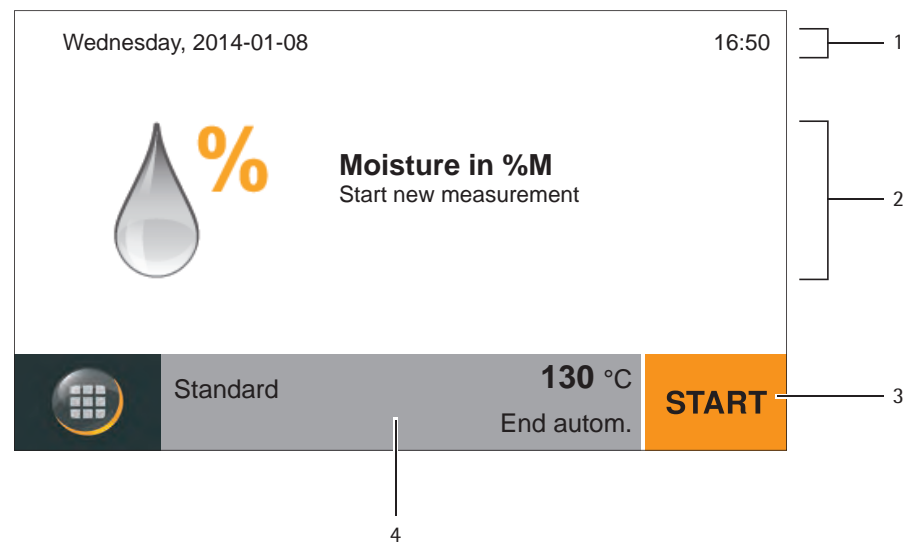 Wednesday, 2014-01-08 16:50 1
%
Moisture in %M
Start new measurement
2
Standard 130 °C
End autom.
START 3
4